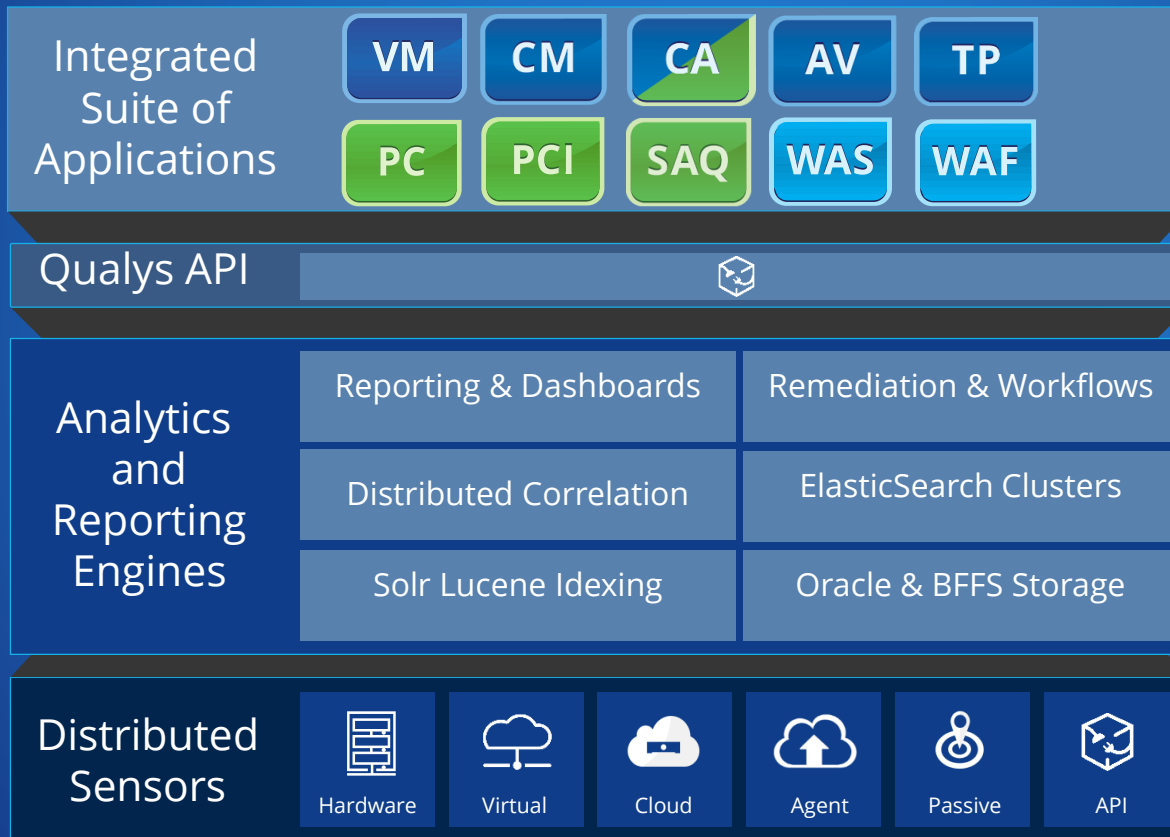 Integrated
Suite of
Applications
VM CM CA AV TP
PC PCI SAQ WAS WAF
Qualys API
Analytics
and
Reporting
Engines
Reporting & Dashboards Remediation & Workflows
Distributed Correlation ElasticSearch Clusters
Solr Lucene Idexing Oracle & BFFS Storage
Distributed
Sensors
Hardware Virtual Cloud Agent Passive API